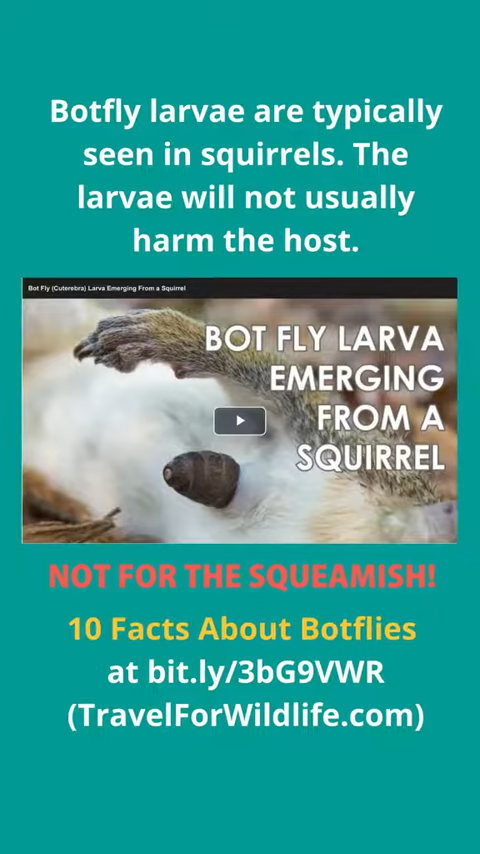 Botfly larvae are typically
seen in squirrels. The
larvae will not usually
harm the host.
Bot Fly (Cuterebra) Larva Emerging From a Squirrel
BOT FLY LARVA
EMERGING
FROM A
SQUIRREL
NOT FOR THE SQUEAMISH!
10 Facts About Botflies
at bit.ly/3bG9VWR
(TravelForWildlife.com)